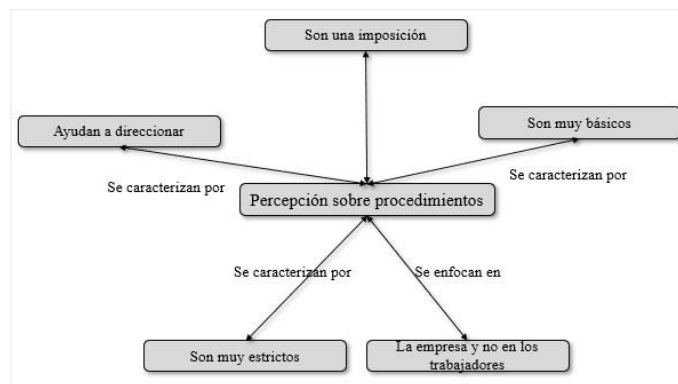 Son una imposición
Ayudan a direccionar
Son muy básicos
Se caracterizan por
Se caracterizan por
Percepción sobre procedimientos
Se caracterizan por
Se enfocan en
Son muy estrictos
La empresa y no en los
trabajadores